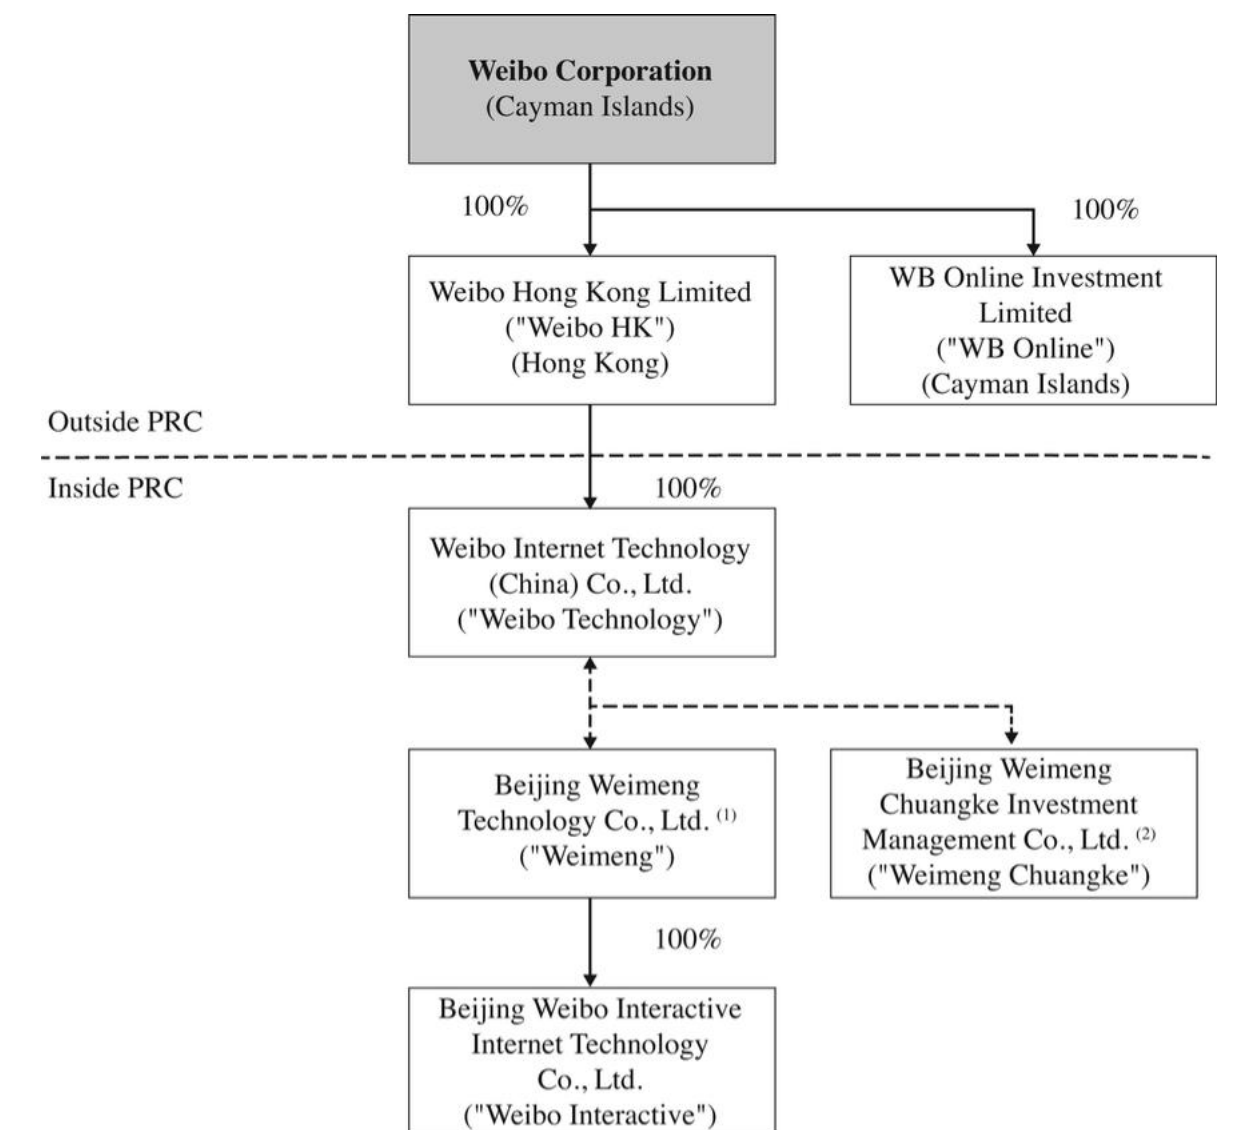 Weibo Corporation
(Cayman Islands)
100%
100%
Weibo Hong Kong Limited
("Weibo HK")
(Hong Kong)
WB Online Investment
Limited
("WB Online")
(Cayman Islands)
Outside PRC
Inside PRC
100%
Weibo Internet Technology
(China) Co., Ltd.
("Weibo Technology")
Beijing Weimeng
Technology Co., Ltd. (1)
("Weimeng")
Beijing Weimeng
Chuangke Investment
Management Co., Ltd. (2)
("Weimeng Chuangke")
100%
Beijing Weibo Interactive
Internet Technology
Co., Ltd.
("Weibo Interactive")